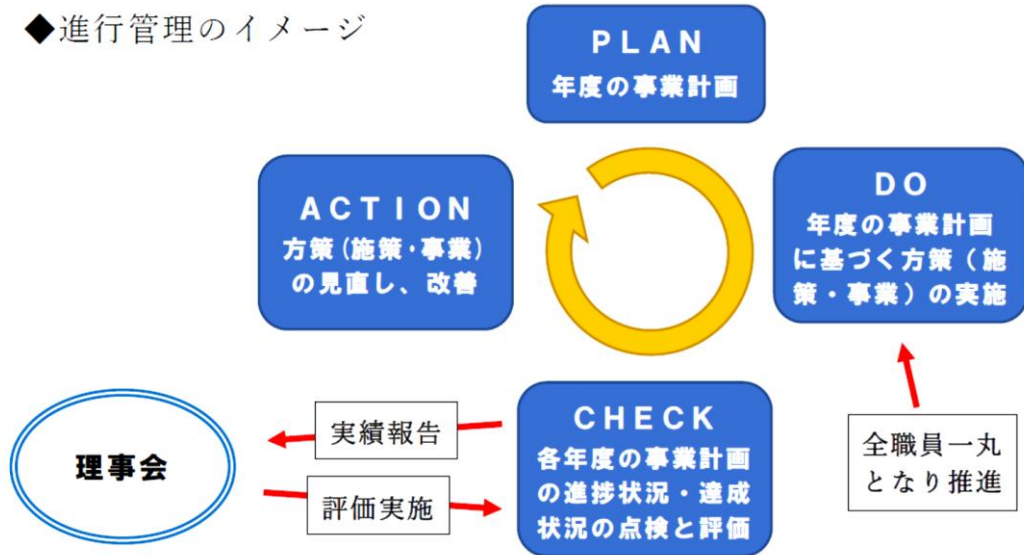 ◆進行管理のイメージ
PLAN
年度の事業計画
DO
年度の事業計画
に基づく方策（施
策・事業）の実施
ACTION
方策(施策・事業)
の見直し、改善
CHECK
各年度の事業計画
の進捗状況・達成
状況の点検と評価
実績報告
評価実施
理事会
全職員一丸
となり推進